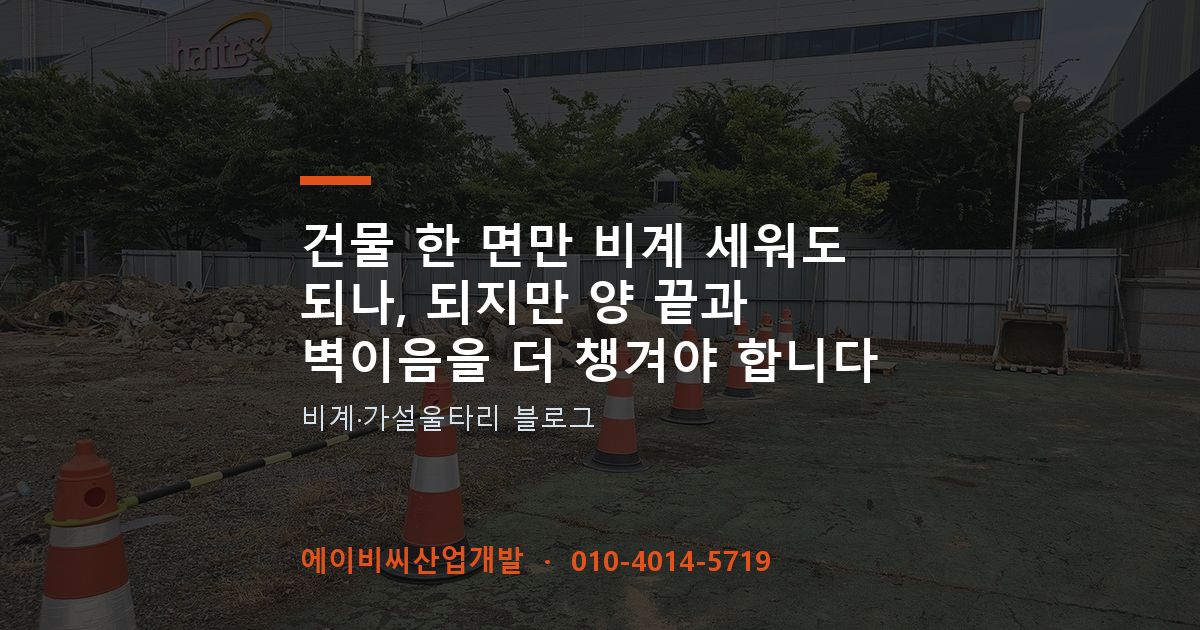 hantes
건물 한 면만 비계 세워도
되나, 되지만 양 끝과
벽이음을 더 챙겨야 합니다
비계·가설울타리 블로그
에이비씨산업개발 · 010-4014-5719